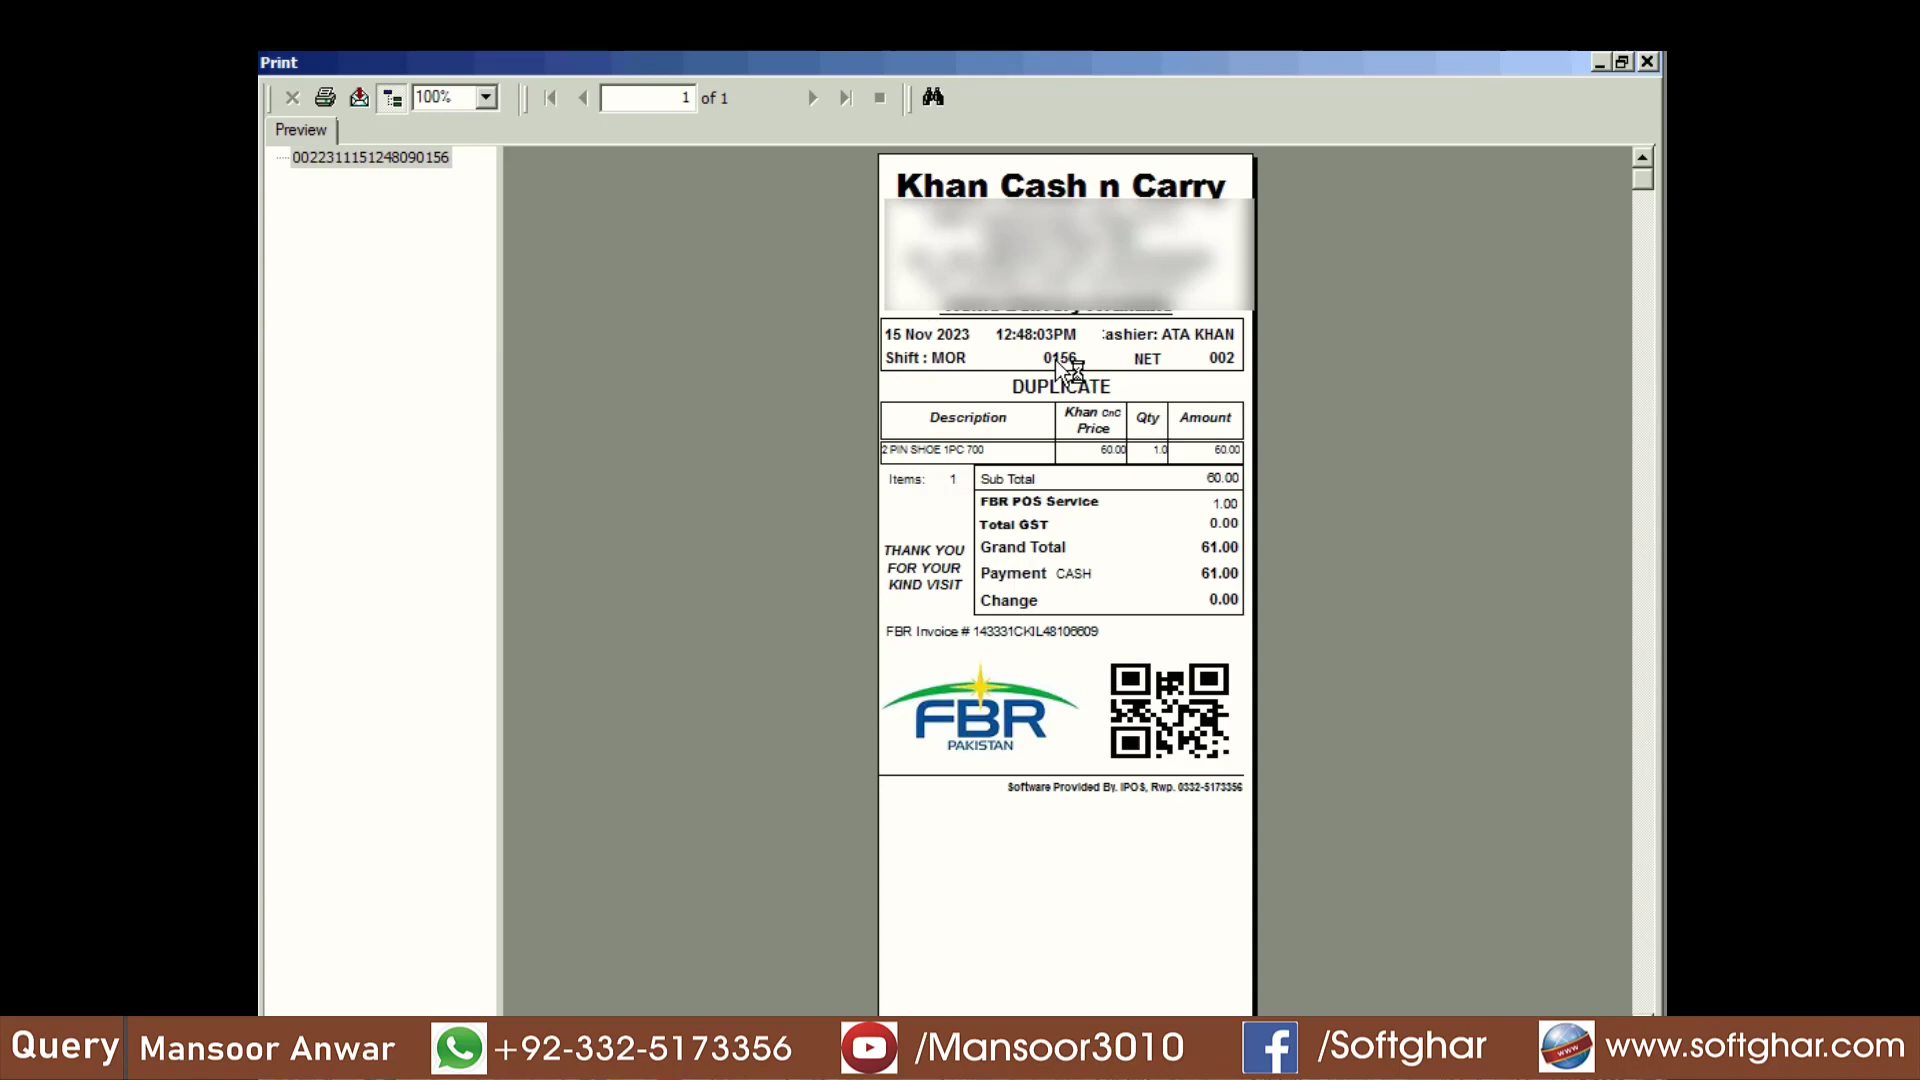 Print
100%
1 of 1
Preview
0022311151248090156
Khan Cash n Carry
15 Nov 2023 12:48:03PM :ashier: ATA KHAN
Shift : MOR 0156 NET 002
DUPLICATE
Description Khan CnC Price Qty Amount
2 PIN SHOE 1PC 700 60.00 1.0 60.00
Items: 1 Sub Total 60.00
FBR POS Service 1.00
Total GST 0.00
Grand Total 61.00
Payment CASH 61.00
Change 0.00
THANK YOU
FOR YOUR
KIND VISIT
FBR Invoice # 143331CKIL48106609
FBR
PAKISTAN
Software Provided By. IPOS, Rwp. 0332-5173356
Query Mansoor Anwar +92-332-5173356 /Mansoor3010 /Softghar www.softghar.com